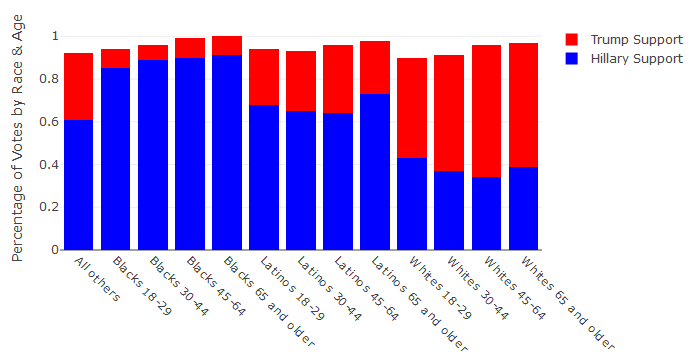 Percentage of Votes by Race & Age
1
0.8
0.6
0.4
0.2
0
All others
Blacks 18-29
Blacks 30-44
Blacks 45-64
Blacks 65 and older
Latinos 18-29
Latinos 30-44
Latinos 45-64
Latinos 65 and older
Whites 18-29
Whites 30-44
Whites 45-64
Whites 65 and older
Trump Support
Hillary Support